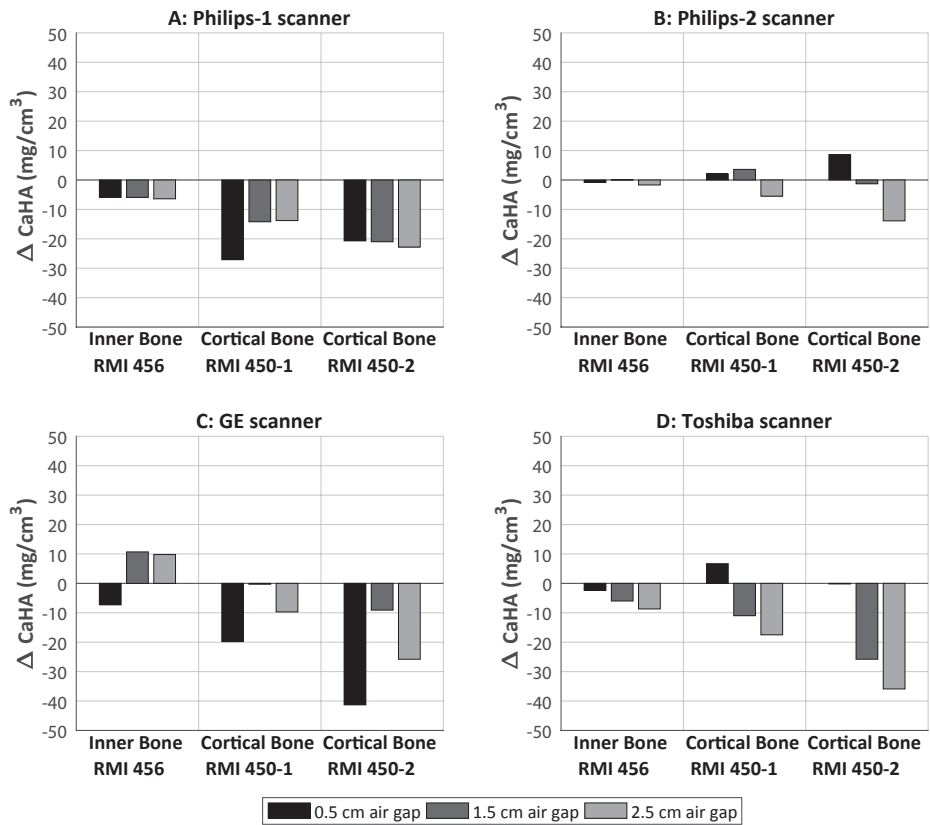 A: Philips-1 scanner
Δ CaHA (mg/cm³)
50
40
30
20
10
0
-10
-20
-30
-40
-50
Inner Bone Cortical Bone Cortical Bone
RMI 456 RMI 450-1 RMI 450-2
B: Philips-2 scanner
Δ CaHA (mg/cm³)
50
40
30
20
10
0
-10
-20
-30
-40
-50
Inner Bone Cortical Bone Cortical Bone
RMI 456 RMI 450-1 RMI 450-2
C: GE scanner
Δ CaHA (mg/cm³)
50
40
30
20
10
0
-10
-20
-30
-40
-50
Inner Bone Cortical Bone Cortical Bone
RMI 456 RMI 450-1 RMI 450-2
D: Toshiba scanner
Δ CaHA (mg/cm³)
50
40
30
20
10
0
-10
-20
-30
-40
-50
Inner Bone Cortical Bone Cortical Bone
RMI 456 RMI 450-1 RMI 450-2
0.5 cm air gap 1.5 cm air gap 2.5 cm air gap